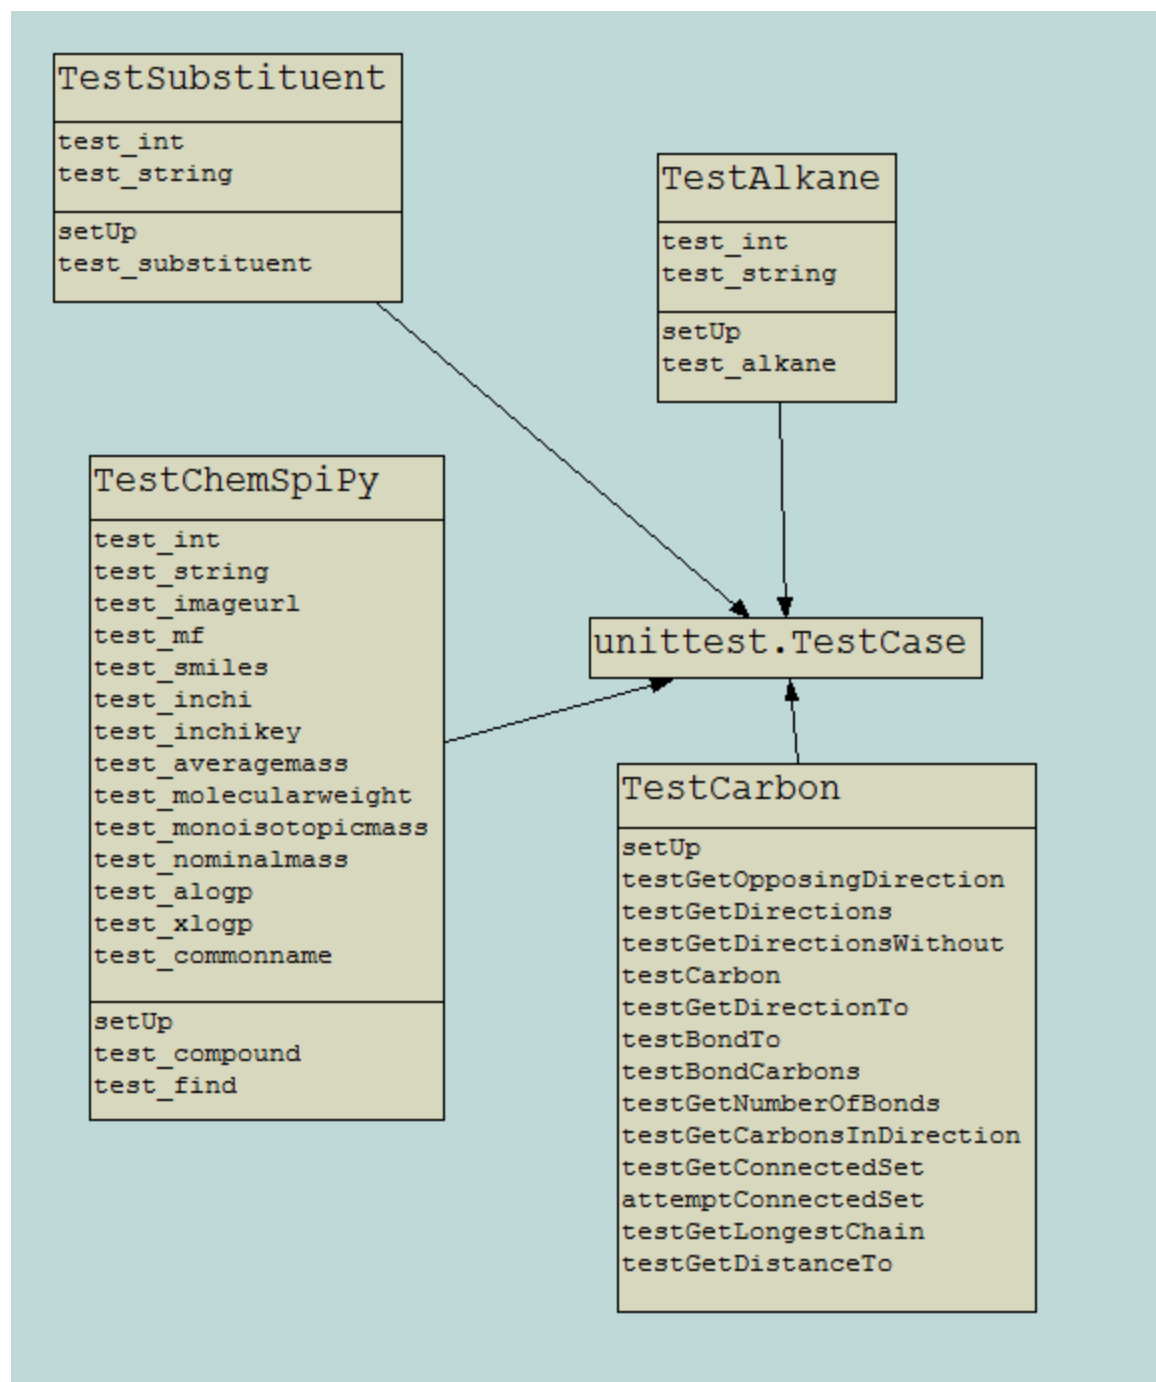 TestSubstituent
test_int
test_string
setUp
test_substituent
TestAlkane
test_int
test_string
setUp
test_alkane
TestChemSpiPy
test_int
test_string
test_imageurl
test_mf
test_smiles
test_inchi
test_inchikey
test_averagemass
test_molecularweight
test_monoisotopicmass
test_nominalmass
test_alogp
test_xlogp
test_commonname
setUp
test_compound
test_find
unittest.TestCase
TestCarbon
setUp
testGetOpposingDirection
testGetDirections
testGetDirectionsWithout
testCarbon
testGetDirectionTo
testBondTo
testBondCarbons
testGetNumberOfBonds
testGetCarbonsInDirection
testGetConnectedSet
attemptConnectedSet
testGetLongestChain
testGetDistanceTo